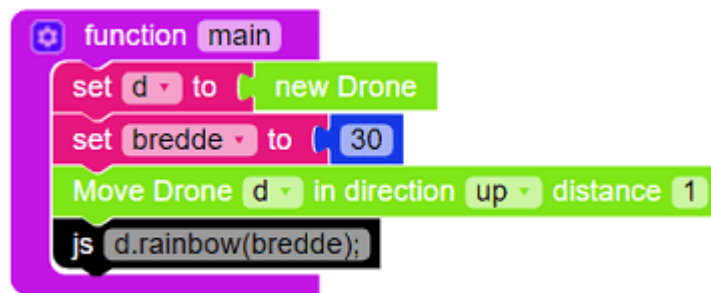 function main
set d to new Drone
set bredde to 30
Move Drone d in direction up distance 1
js d.rainbow(bredde);